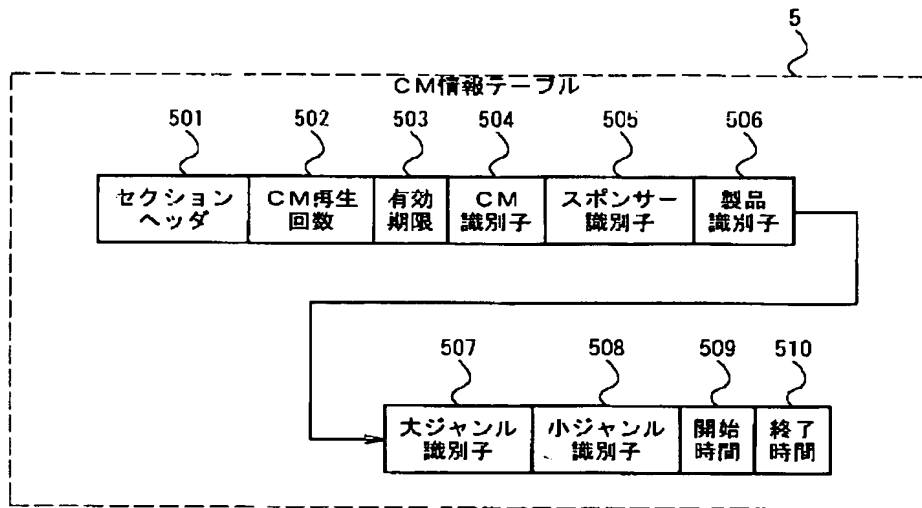 5
CM情報テーブル
501 502 503 504 505 506
セクション CM再生 有効 CM スポンサー 製品
ヘッダ 回数 期限 識別子 識別子 識別子
507 508 509 510
大ジャンル 小ジャンル 開始 終了
識別子 識別子 時間 時間